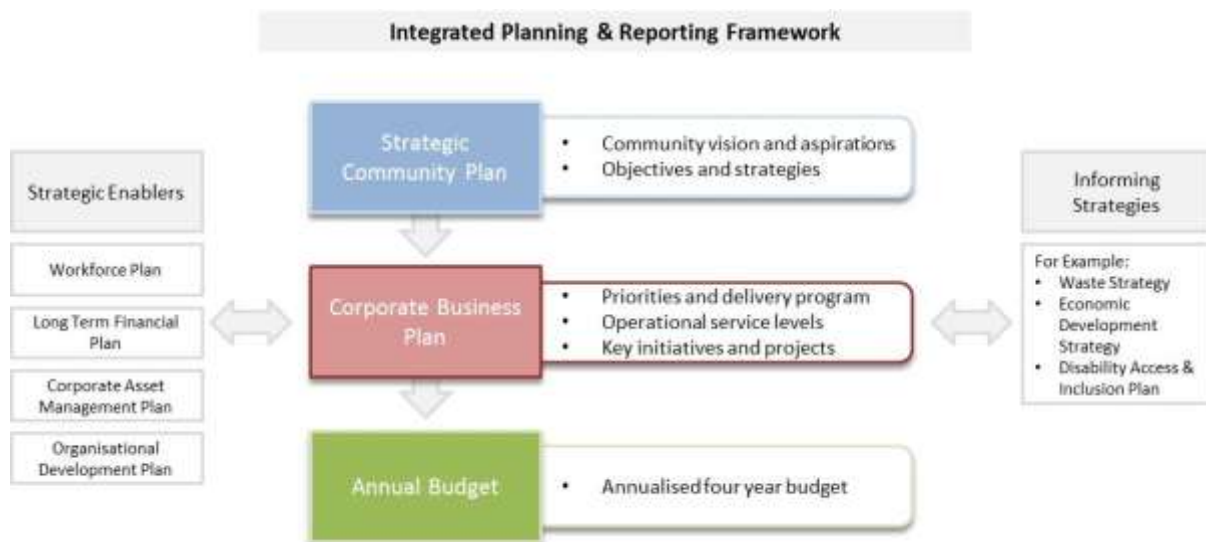 Integrated Planning & Reporting Framework
Strategic
Community Plan
• Community vision and aspirations
• Objectives and strategies
Strategic Enablers
Workforce Plan
Long Term Financial
Plan
Corporate Asset
Management Plan
Organisational
Development Plan
Corporate Business
Plan
• Priorities and delivery program
• Operational service levels
• Key initiatives and projects
Informing
Strategies
For Example:
• Waste Strategy
• Economic
Development
Strategy
• Disability Access &
Inclusion Plan
Annual Budget
• Annualised four year budget